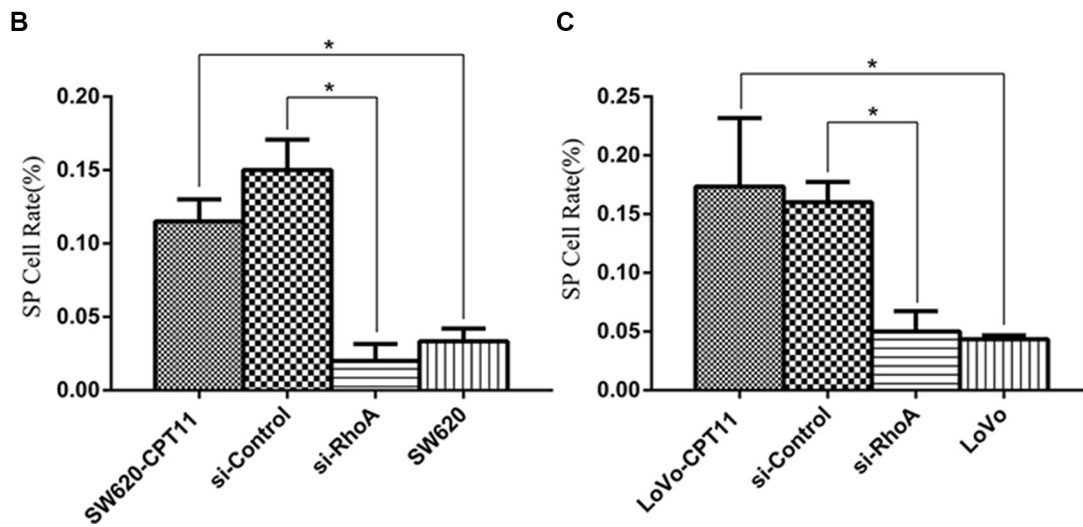 B
*
*
0.20
0.15
0.10
0.05
0.00
SP Cell Rate(%)
SW620-CPT11
si-Control
si-RhoA
SW620
C
*
*
0.25
0.20
0.15
0.10
0.05
0.00
SP Cell Rate(%)
LoVo-CPT11
si-Control
si-RhoA
LoVo